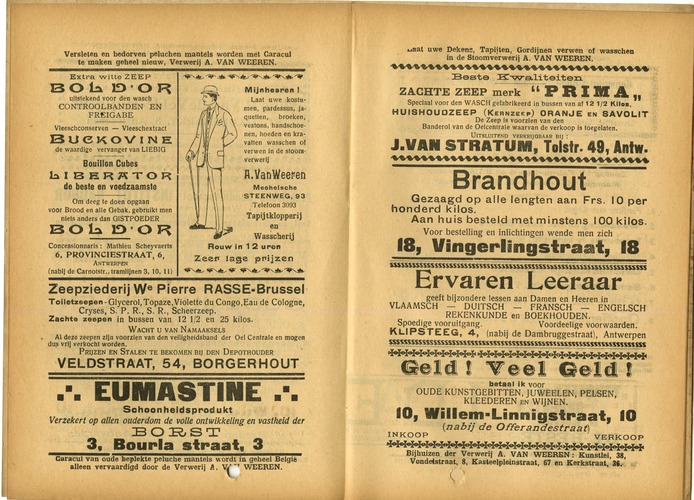 Versleten en bedorven peluchen mantels worden met Caracul
te maken geheel nieuw, Verwerij A. VAN WEEREN.
Extra witte ZEEP
BOLD'OR
uitstekend voor den wasch
CONTROOLBANDEN EN
FREIGABE
Vleeschconserven — Vleeschextract
BUCKOVINE
de waardige vervanger van LIEBIG
Bouillon Cubes
LIBERATOR
de beste en voedzaamste
Om deeg te doen opgaan
voor Brood en alle Gebak, gebruikt men
niets anders dan GISTPOEDER
BOLD'OR
Concessionnaris: Mathieu Scheyvaerts
6, PROVINCIESTRAAT, 6,
ANTWERPEN
(nabij de Carnotstr., tramlijnen 3, 10, 11)
Mijnheeren!
Laat uwe kostu-
men, pardessus, ja-
quetten, broeken,
vestons, handschoe-
nen, hoeden en kra-
vatten wasschen of
verwen in de stoom-
verwerij
A. VanWeeren
Mechelsche
STEENWEG, 93
Telefoon 3093
Tapijtklopperij
en
Wasscherij
Rouw in 12 uren
Zeer lage prijzen
Zeepziederij We Pierre RASSE-Brussel
Toiletzeepen - Glycerol, Topaze, Violette du Congo, Eau de Cologne,
Cryses, S. P. R., S. R., Scheerzeep.
Zachte zeepen in bussen van 12 1/2 en 25 kilos.
WACHT U VAN NAMAAKSELS
Al deze zeepen zijn voorzien van den veiligheidsband der Oel Centrale en mogen
dus vrij verkocht worden.
PRIJZEN EN STALEN TE BEKOMEN BIJ DEN DEPOTHOUDER
VELDSTRAAT, 54, BORGERHOUT
EUMASTINE
Schoonheidsprodukt
Verzekert op allen ouderdom de volle ontwikkeling en vastheid der
BORST
3, Bourla straat, 3
Caracul van oude geplekte peluche mantels wordt in geheel België
alleen vervaardigd door de Verwerij A. VAN WEEREN.
Laat uwe Dekens, Tapijten, Gordijnen verwen of wasschen
in de Stoomverwerij A. VAN WEEREN.
Beste Kwaliteiten
ZACHTE ZEEP merk "PRIMA„
Speciaal voor den WASCH gefabrikeerd in bussen van af 12 1/2 Kilos.
HUISHOUDZEEP (KERNZEEP) ORANJE EN SAVOLIT
De Zeep is voorzien van den
Banderol van de Oelcentrale waarvan de verkoop is toegelaten.
UITSLUITEND VERKRIJGBAAR BIJ:
J. VAN STRATUM, Tolstr. 49, Antw.
Brandhout
Gezaagd op alle lengten aan Frs. 10 per
honderd kilos.
Aan huis besteld met minstens 100 kilos.
Voor bestelling en inlichtingen wende men zich
18, Vingerlingstraat, 18
Ervaren Leeraar
geeft bijzondere lessen aan Damen en Heeren in
VLAAMSCH — DUITSCH — FRANSCH — ENGELSCH
REKENKUNDE en BOEKHOUDEN.
Spoedige vooruitgang. Voordeelige voorwaarden.
KLIPSTEEG, 4, (nabij de Dambruggestraat), Antwerpen
Geld! Veel Geld!
betaal ik voor
OUDE KUNSTGEBITTEN, JUWEELEN, PELSEN,
KLEEDEREN EN WIJNEN.
10, Willem-Linnigstraat, 10
(nabij de Offerandestraat)
INKOOP VERKOOP
Bijhuizen der Verwerij A. VAN WEEREN: Kunstlei, 38,
Vondelstraat, 8, Kasteelpleinstraat, 67 en Kerkstraat, 36.